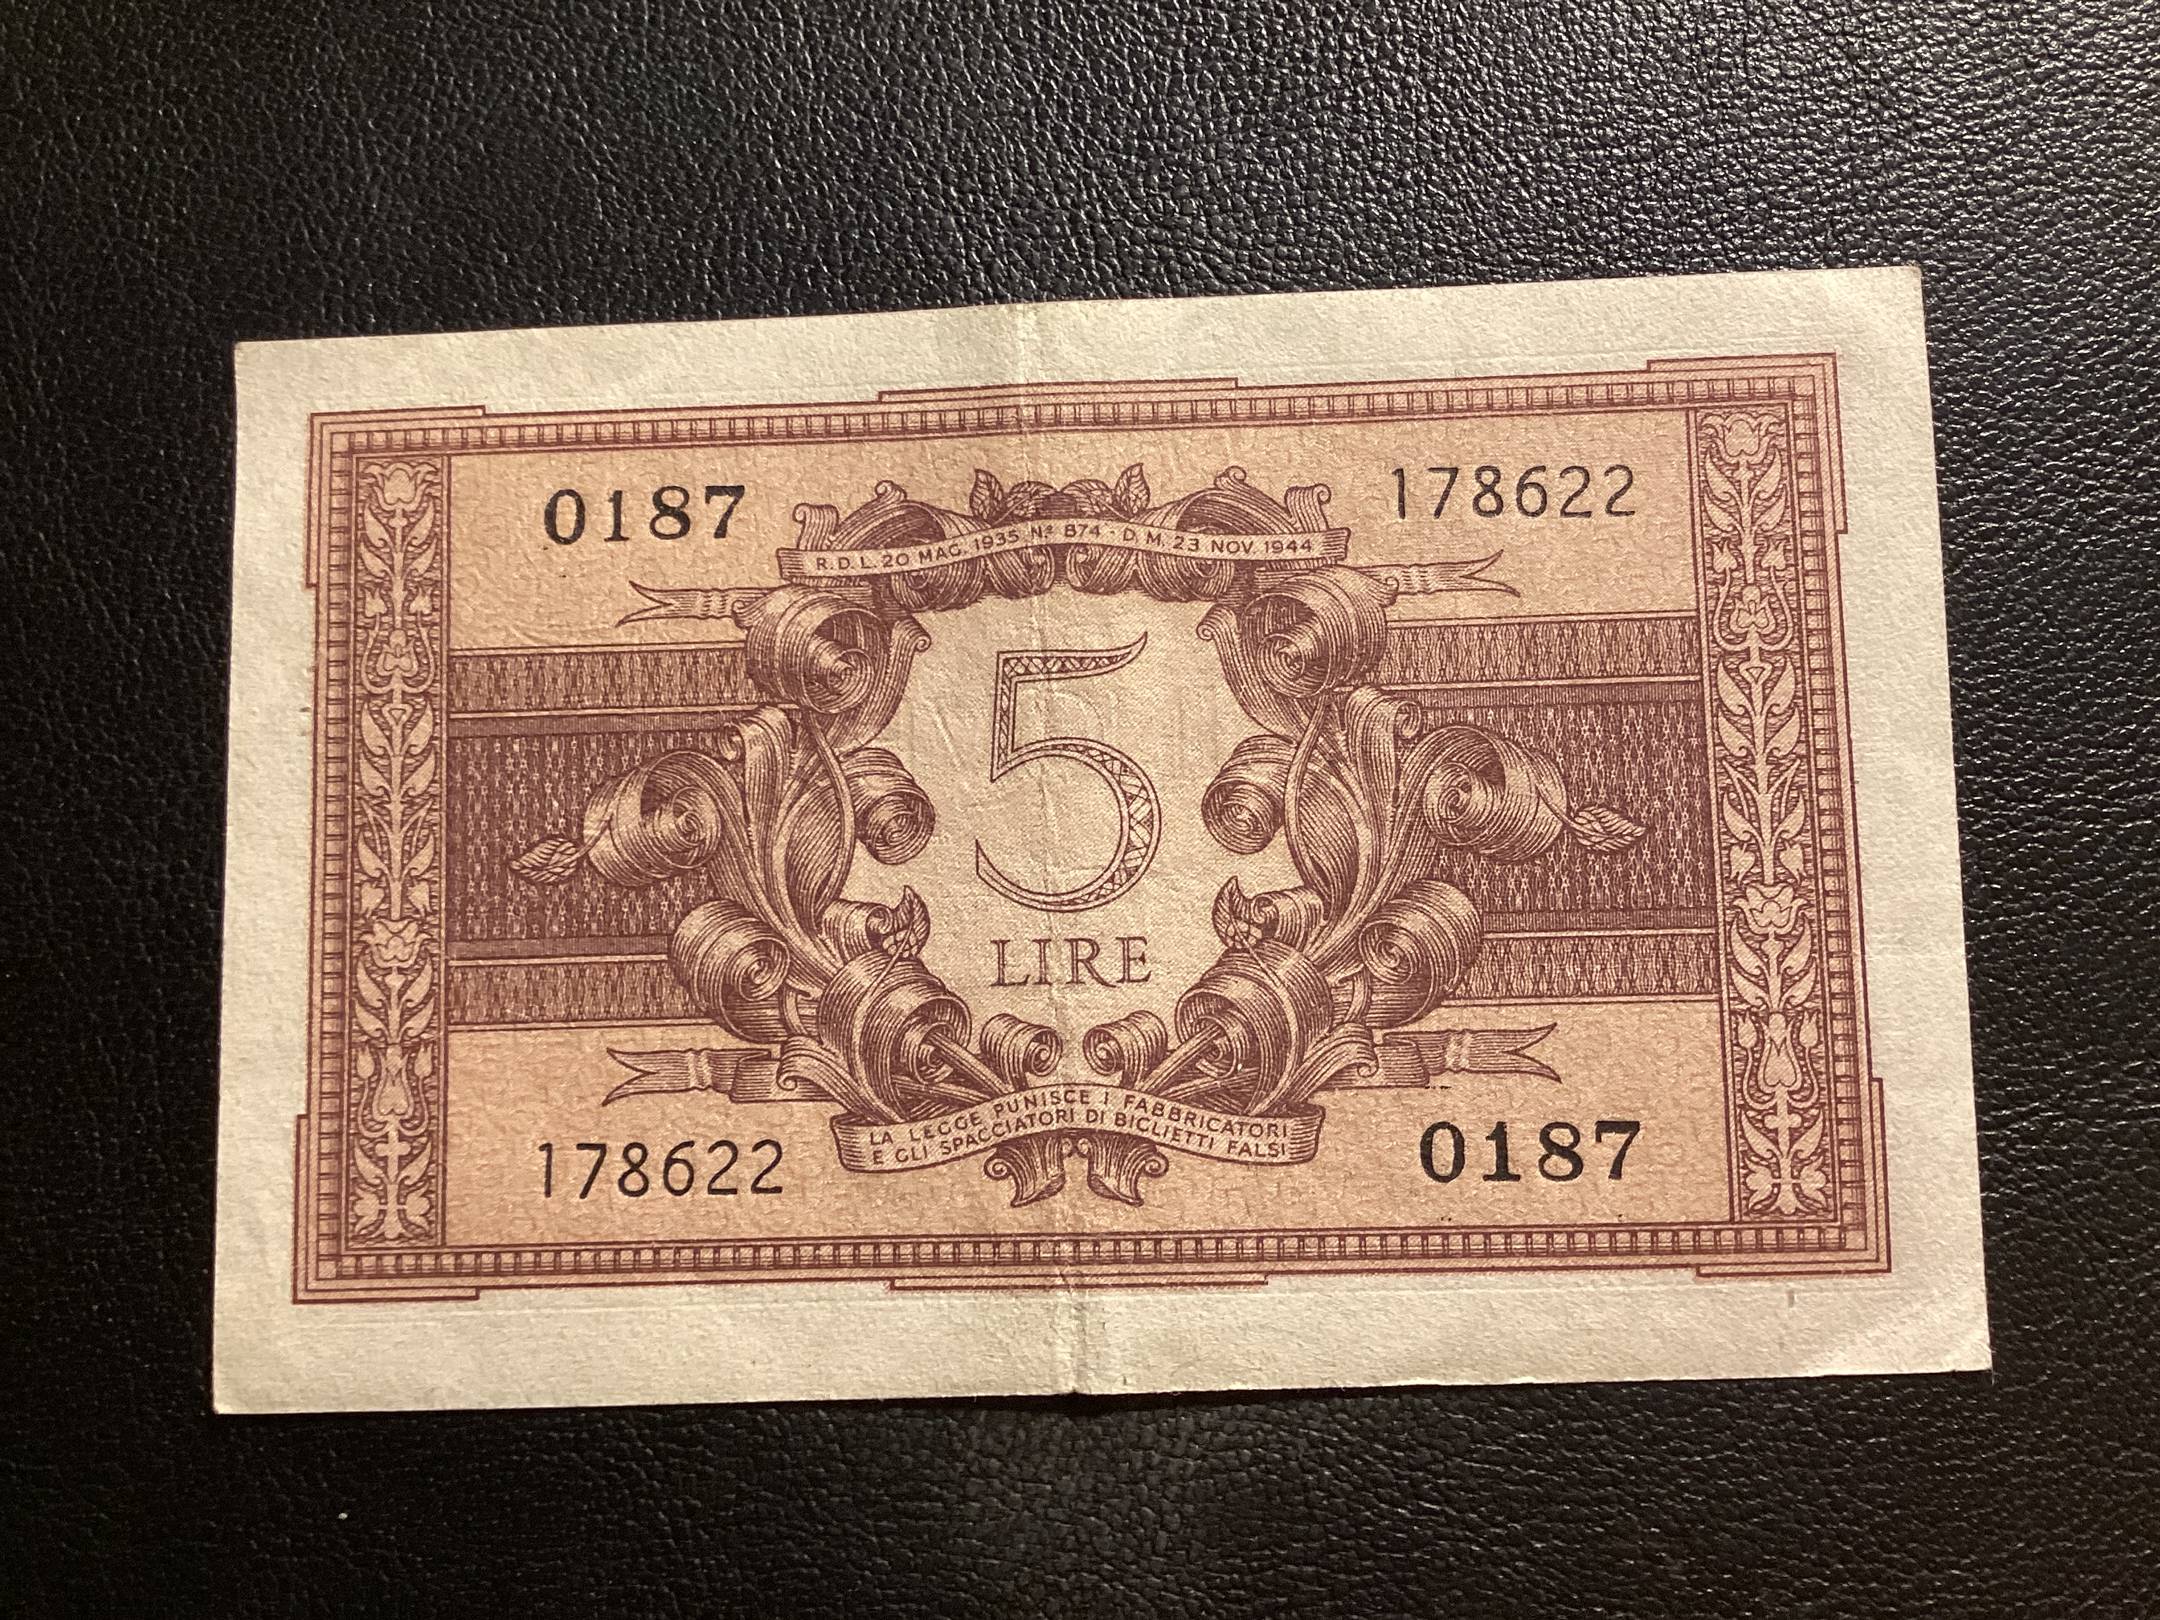 0187
178622
R.D.L. 20 MAG. 1935 Nº 874 - D.M. 23 NOV. 1944
5
LIRE
LA LEGGE PUNISCE I FABBRICATORI
E GLI SPACCIATORI DI BIGLIETTI FALSI
178622
0187